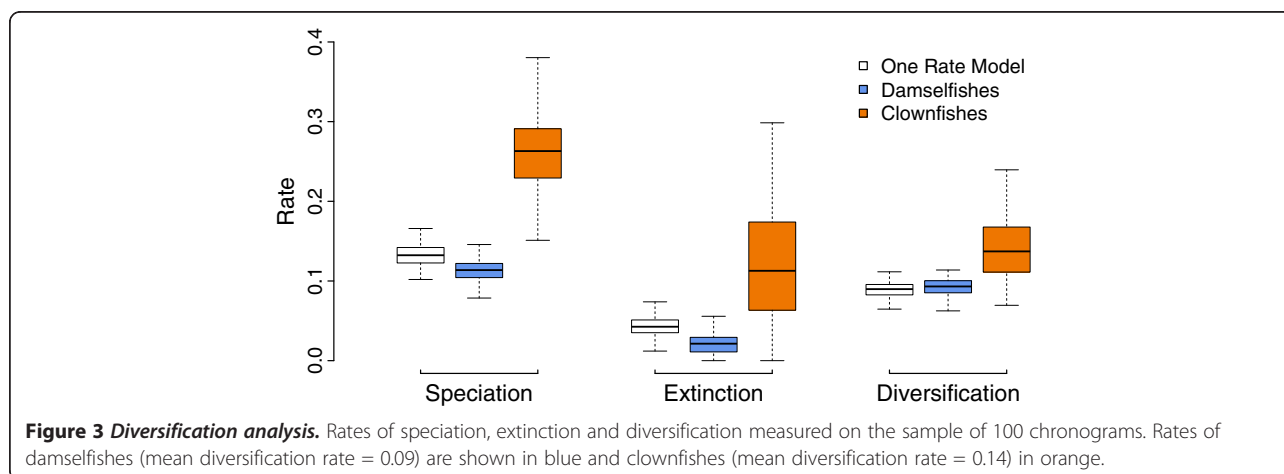 0.4
0.3
0.2
0.1
0.0
Rate
One Rate Model
Damselfishes
Clownfishes
Speciation
Extinction
Diversification
Figure 3 Diversification analysis. Rates of speciation, extinction and diversification measured on the sample of 100 chronograms. Rates of
damselfishes (mean diversification rate = 0.09) are shown in blue and clownfishes (mean diversification rate = 0.14) in orange.